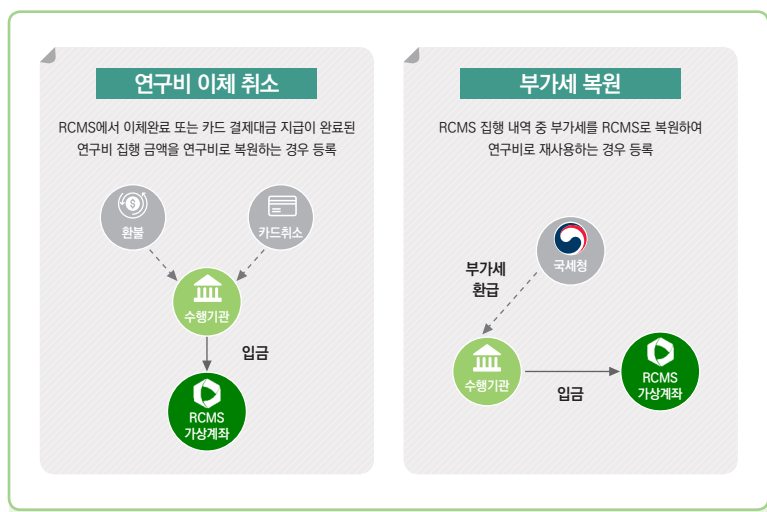 연구비 이체 취소
RCMS에서 이체완료 또는 카드 결제대금 지급이 완료된
연구비 집행 금액을 연구비로 복원하는 경우 등록
환불
카드취소
수행기관
입금
RCMS
가상계좌
부가세 복원
RCMS 집행 내역 중 부가세를 RCMS로 복원하여
연구비로 재사용하는 경우 등록
국세청
부가세
환급
수행기관
입금
RCMS
가상계좌